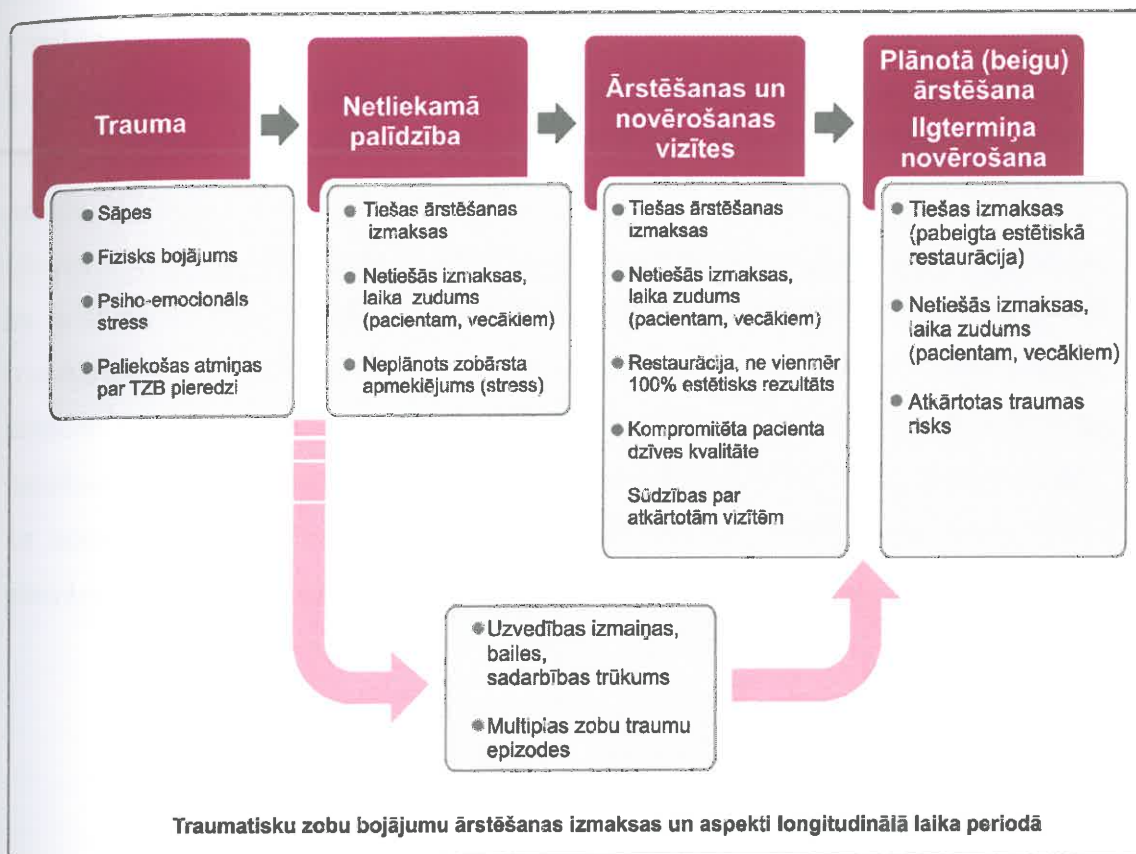 Trauma
● Sāpes
● Fizisks bojājums
● Psiho-emocionāls
stress
● Paliekošas atmiņas
par TZB pieredzi
Netliekamā
palīdzība
● Tiešas ārstēšanas
izmaksas
● Netiešās izmaksas,
laika zudums
(pacientam, vecākiem)
● Neplānots zobārsta
apmeklējums (stress)
Ārstēšanas un
novērošanas
vizītes
● Tiešas ārstēšanas
izmaksas
● Netiešās izmaksas,
laika zudums
(pacientam, vecākiem)
● Restaurācija, ne vienmēr
100% estētisks rezultāts
● Kompromitēta pacienta
dzīves kvalitāte
Sūdzības par
atkārtotām vizītēm
Plānotā (beigu)
ārstēšana
Ilgtermiņa
novērošana
● Tiešas izmaksas
(pabeigta estētiskā
restaurācija)
● Netiešās izmaksas,
laika zudums
(pacientam, vecākiem)
● Atkārtotas traumas
risks
● Uzvedības izmaiņas,
bailes,
sadarbības trūkums
● Multiplas zobu traumu
epizodes
Traumatisku zobu bojājumu ārstēšanas izmaksas un aspekti longitudinālā laika periodā